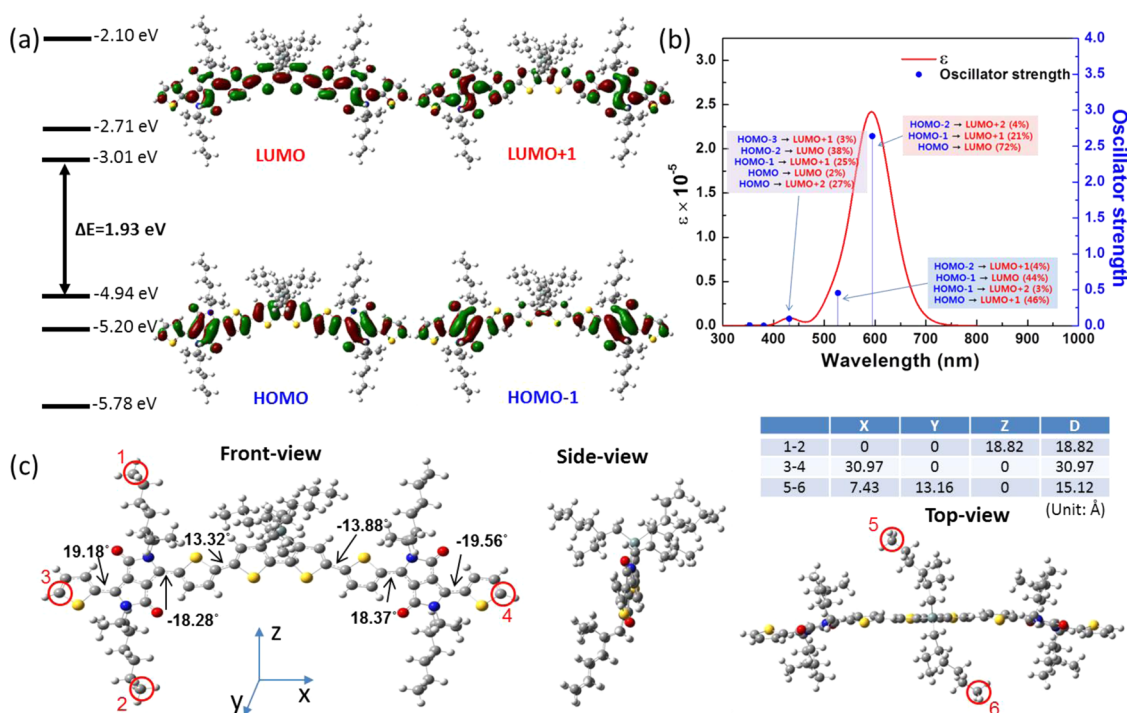 (a)
-2.10 eV
-2.71 eV
-3.01 eV
ΔE=1.93 eV
-4.94 eV
-5.20 eV
-5.78 eV
LUMO
LUMO+1
HOMO
HOMO-1
(b)
ε
Oscillator strength
HOMO-3 → LUMO+1 (3%)
HOMO-2 → LUMO (38%)
HOMO-1 → LUMO+1 (25%)
HOMO → LUMO (2%)
HOMO → LUMO+2 (27%)
HOMO-2 → LUMO+2 (4%)
HOMO-1 → LUMO+1 (21%)
HOMO → LUMO (72%)
HOMO-2 → LUMO+1(4%)
HOMO-1 → LUMO (44%)
HOMO-1 → LUMO+2 (3%)
HOMO → LUMO+1 (46%)
ε × 10⁻⁵
3.0
2.5
2.0
1.5
1.0
0.5
0.0
Oscillator strength
4.0
3.5
3.0
2.5
2.0
1.5
1.0
0.5
0.0
300 400 500 600 700 800 900 1000
Wavelength (nm)
(c)
Front-view
1
2
3
4
19.18°
-18.28°
13.32°
-13.88°
18.37°
-19.56°
z
y
x
Side-view
X Y Z D
1-2 0 0 18.82 18.82
3-4 30.97 0 0 30.97
5-6 7.43 13.16 0 15.12
(Unit: Å)
Top-view
5
6